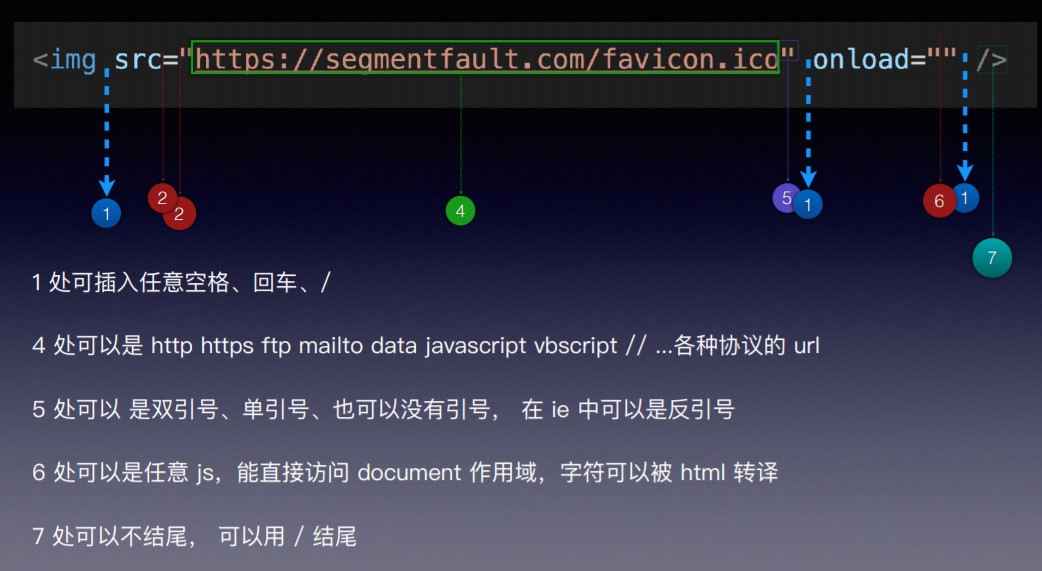 <img src="https://segmentfault.com/favicon.ico" onload="" />
1 2 2 4 5 1 6 1 7
1 处可插入任意空格、回车、/
4 处可以是 http https ftp mailto data javascript vbscript // ...各种协议的 url
5 处可以 是双引号、单引号、也可以没有引号， 在 ie 中可以是反引号
6 处可以是任意 js，能直接访问 document 作用域，字符可以被 html 转译
7 处可以不结尾， 可以用 / 结尾